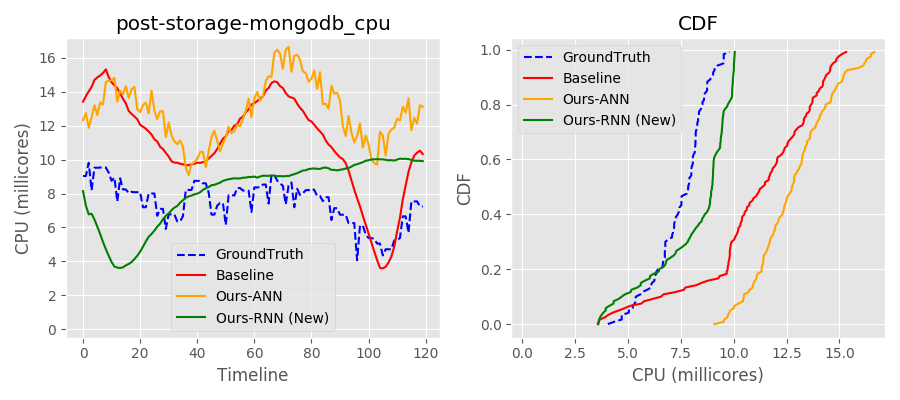 post-storage-mongodb_cpu
CPU (millicores)
16
14
12
10
8
6
4
2
0
GroundTruth
Baseline
Ours-ANN
Ours-RNN (New)
0 20 40 60 80 100 120
Timeline
CDF
CDF
1.0
0.8
0.6
0.4
0.2
0.0
GroundTruth
Baseline
Ours-ANN
Ours-RNN (New)
0.0 2.5 5.0 7.5 10.0 12.5 15.0
CPU (millicores)